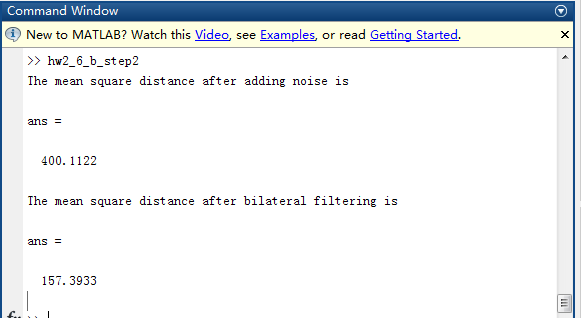 Command Window
New to MATLAB? Watch this Video, see Examples, or read Getting Started.
>> hw2_6_b_step2
The mean square distance after adding noise is
ans =
400.1122
The mean square distance after bilateral filtering is
ans =
157.3933
fx >>